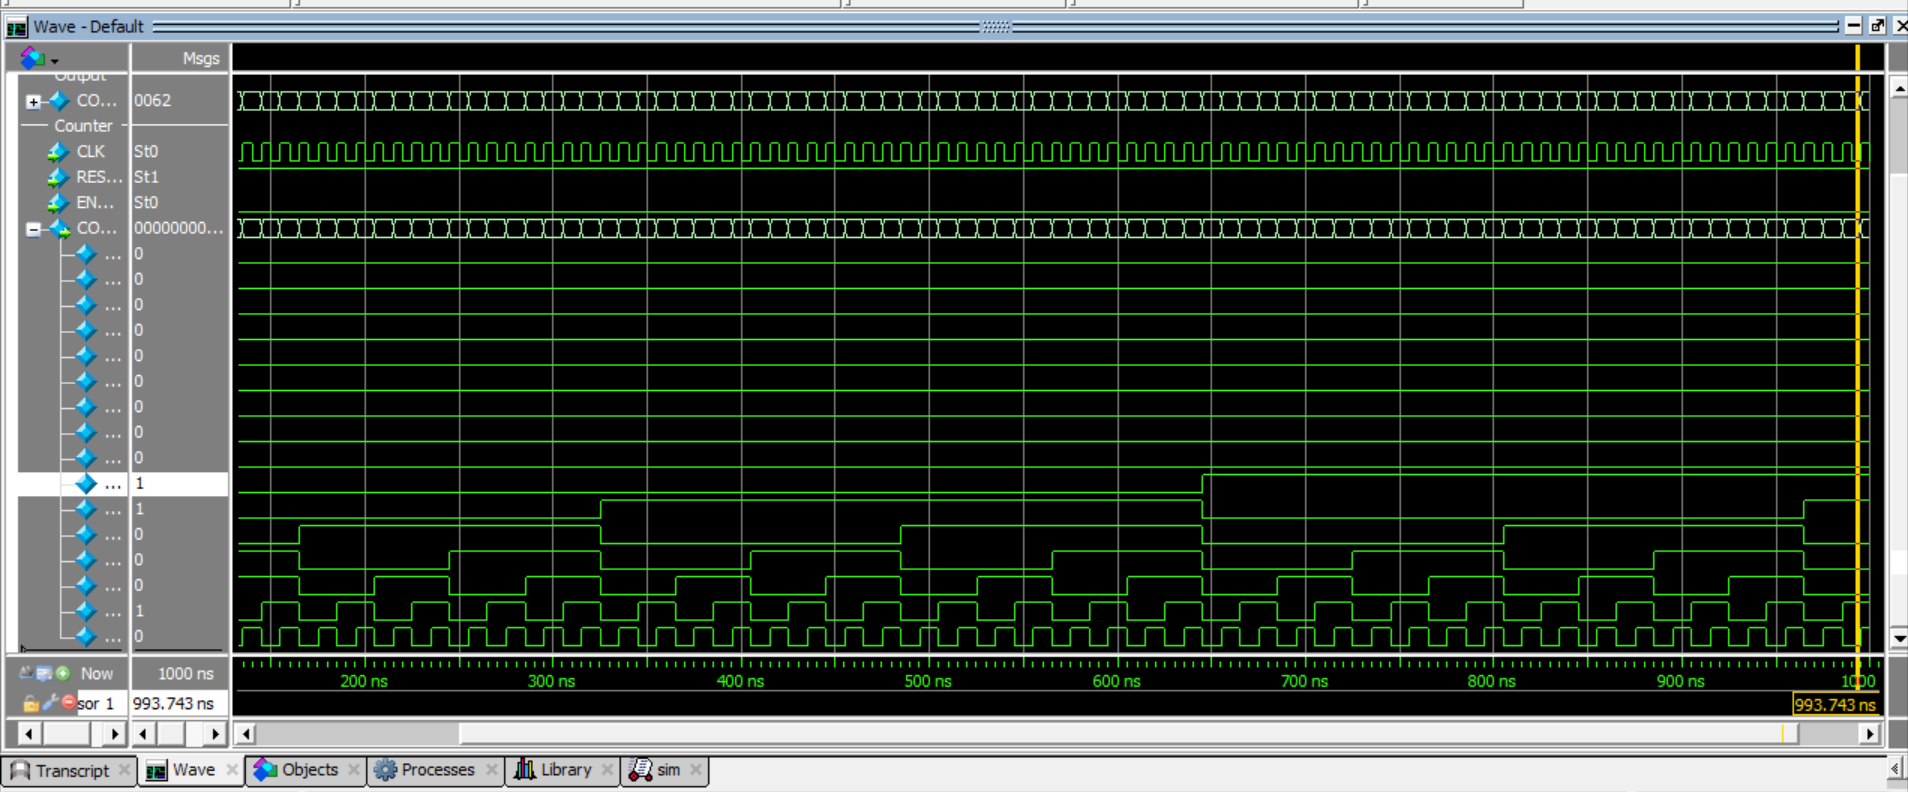 Wave - Default
Msgs
Output
CO... 0062
Counter
CLK St0
RES... St1
EN... St0
CO... 00000000...
... 0
... 0
... 0
... 0
... 0
... 0
... 0
... 0
... 0
... 1
... 1
... 0
... 0
... 0
... 1
... 0
Now 1000 ns
200 ns 300 ns 400 ns 500 ns 600 ns 700 ns 800 ns 900 ns 1000
sor 1 993.743 ns 993.743 ns
Transcript Wave Objects Processes Library sim